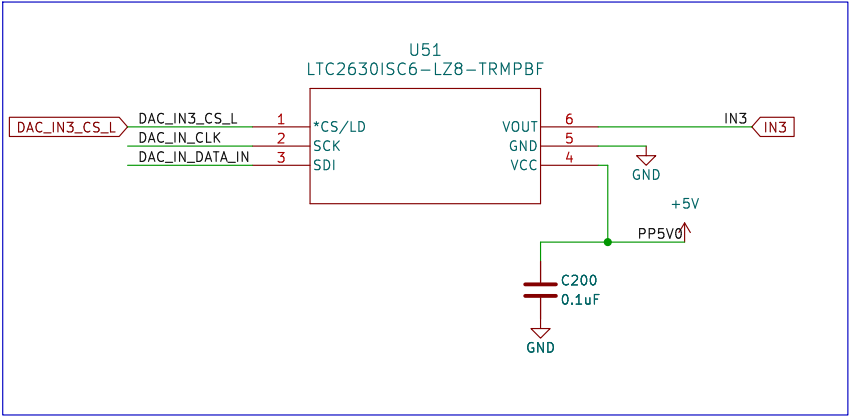 U51
LTC2630ISC6-LZ8-TRMPBF
DAC_IN3_CS_L DAC_IN3_CS_L 1 *CS/LD VOUT 6 IN3 IN3
DAC_IN_CLK 2 SCK GND 5
DAC_IN_DATA_IN 3 SDI VCC 4
GND
+5V
PP5V0
C200
0.1uF
GND